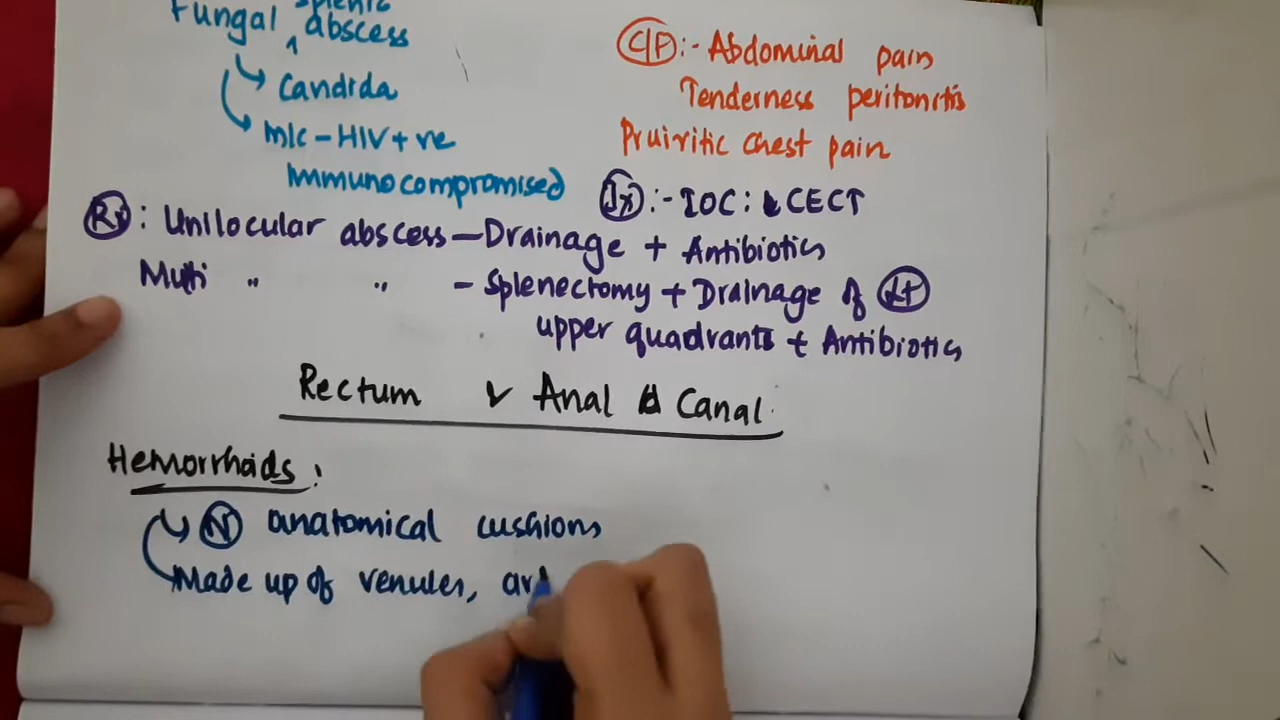 splenic
Fungal ^ abscess
↳ Candida
↳ m/c - HIV +ve
Immunocompromised
C/F :- Abdominal pain
Tenderness peritonitis
Pruiritic chest pain
Ix :- IOC : CECT
Rx : Unilocular abscess — Drainage + Antibiotics
Multi " " - Splenectomy + Drainage of Lt
upper quadrants + Antibiotics
Rectum & Anal Canal
Hemorrhoids :
↳ N anatomical cushions
Made up of venules, ar